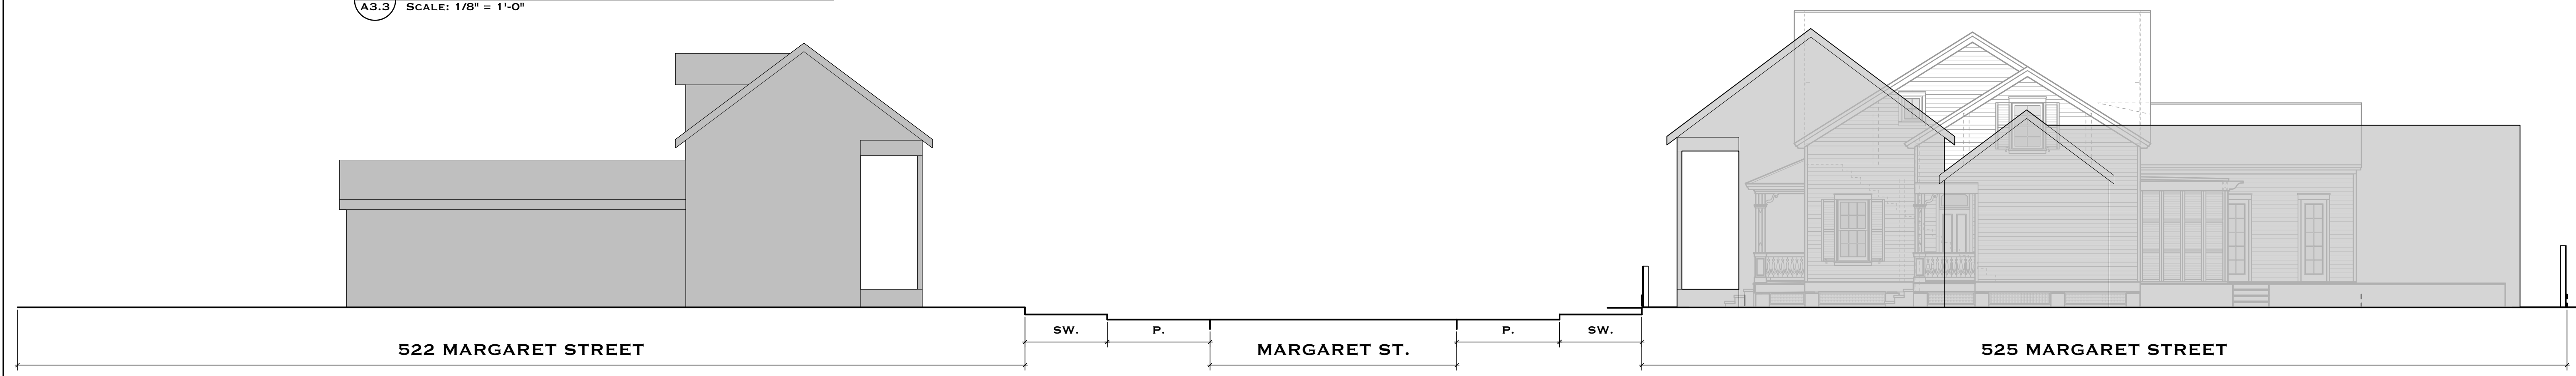 A3.3 SCALE: 1/8" = 1'-0"
SW. P. P. SW.
522 MARGARET STREET MARGARET ST. 525 MARGARET STREET